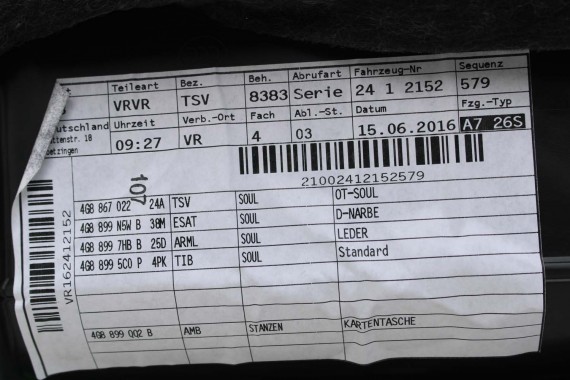 Teileart Bez. Beh. Abrufart Fahrzeug-Nr Sequenz
VRVR TSV 8383 Serie 24 1 2152 579
Uhrzeit Verb.-Ort Fach Abl.-St. Datum Fzg.-Typ
09:27 VR 4 03 15.06.2016 A7 26S
21002412152579
107
VR162412152
4G8 867 022 24A TSV SOUL OT-SOUL
4G8 899 N5W B 38M ESAT SOUL D-NARBE
4G8 899 7HB B 25D ARML SOUL LEDER
4G8 899 5C0 P 4PK TIB SOUL Standard
4G8 899 002 B AMB STANZEN KARTENTASCHE